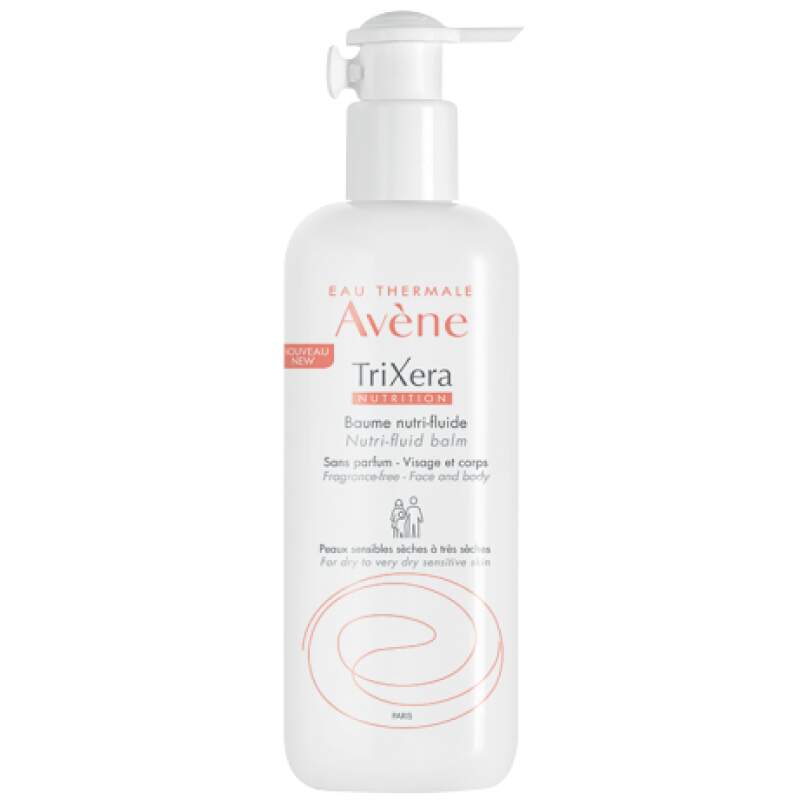 EAU THERMALE
Avène
NOUVEAU
NEW
TriXera
NUTRITION
Baume nutri-fluide
Nutri-fluid balm
Sans parfum - Visage et corps
Fragrance-free - Face and body
Peaux sensibles sèches à très sèches
For dry to very dry sensitive skin
PARIS